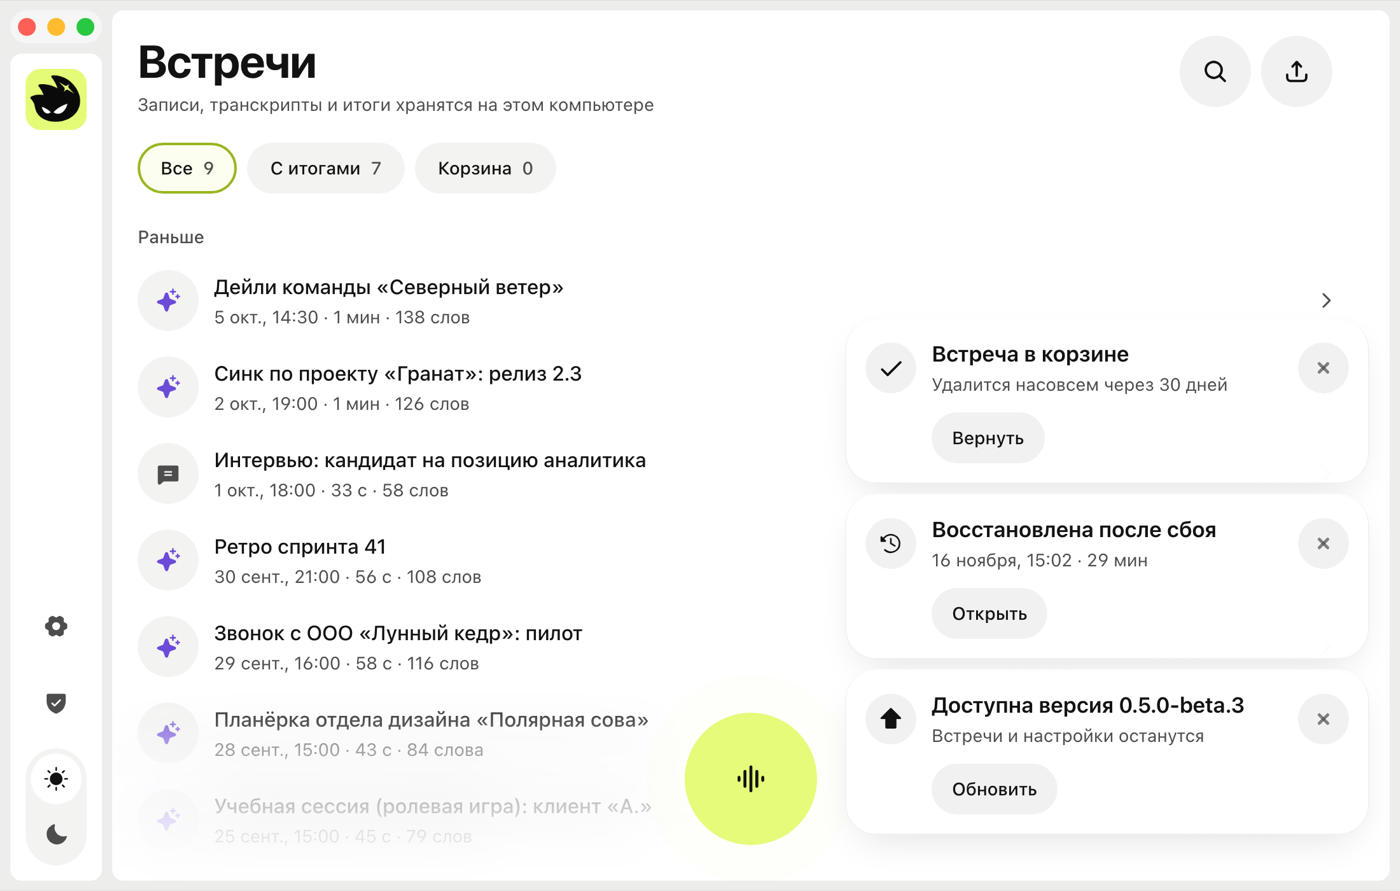 Встречи
Записи, транскрипты и итоги хранятся на этом компьютере
Все 9
С итогами 7
Корзина 0
Раньше
Дейли команды «Северный ветер»
5 окт., 14:30 · 1 мин · 138 слов
Синк по проекту «Гранат»: релиз 2.3
2 окт., 19:00 · 1 мин · 126 слов
Интервью: кандидат на позицию аналитика
1 окт., 18:00 · 33 с · 58 слов
Ретро спринта 41
30 сент., 21:00 · 56 с · 108 слов
Звонок с ООО «Лунный кедр»: пилот
29 сент., 16:00 · 58 с · 116 слов
Планёрка отдела дизайна «Полярная сова»
28 сент., 15:00 · 43 с · 84 слова
Учебная сессия (ролевая игра): клиент «А.»
25 сент., 15:00 · 45 с · 79 слов
Встреча в корзине
Удалится насовсем через 30 дней
Вернуть
Восстановлена после сбоя
16 ноября, 15:02 · 29 мин
Открыть
Доступна версия 0.5.0-beta.3
Встречи и настройки останутся
Обновить